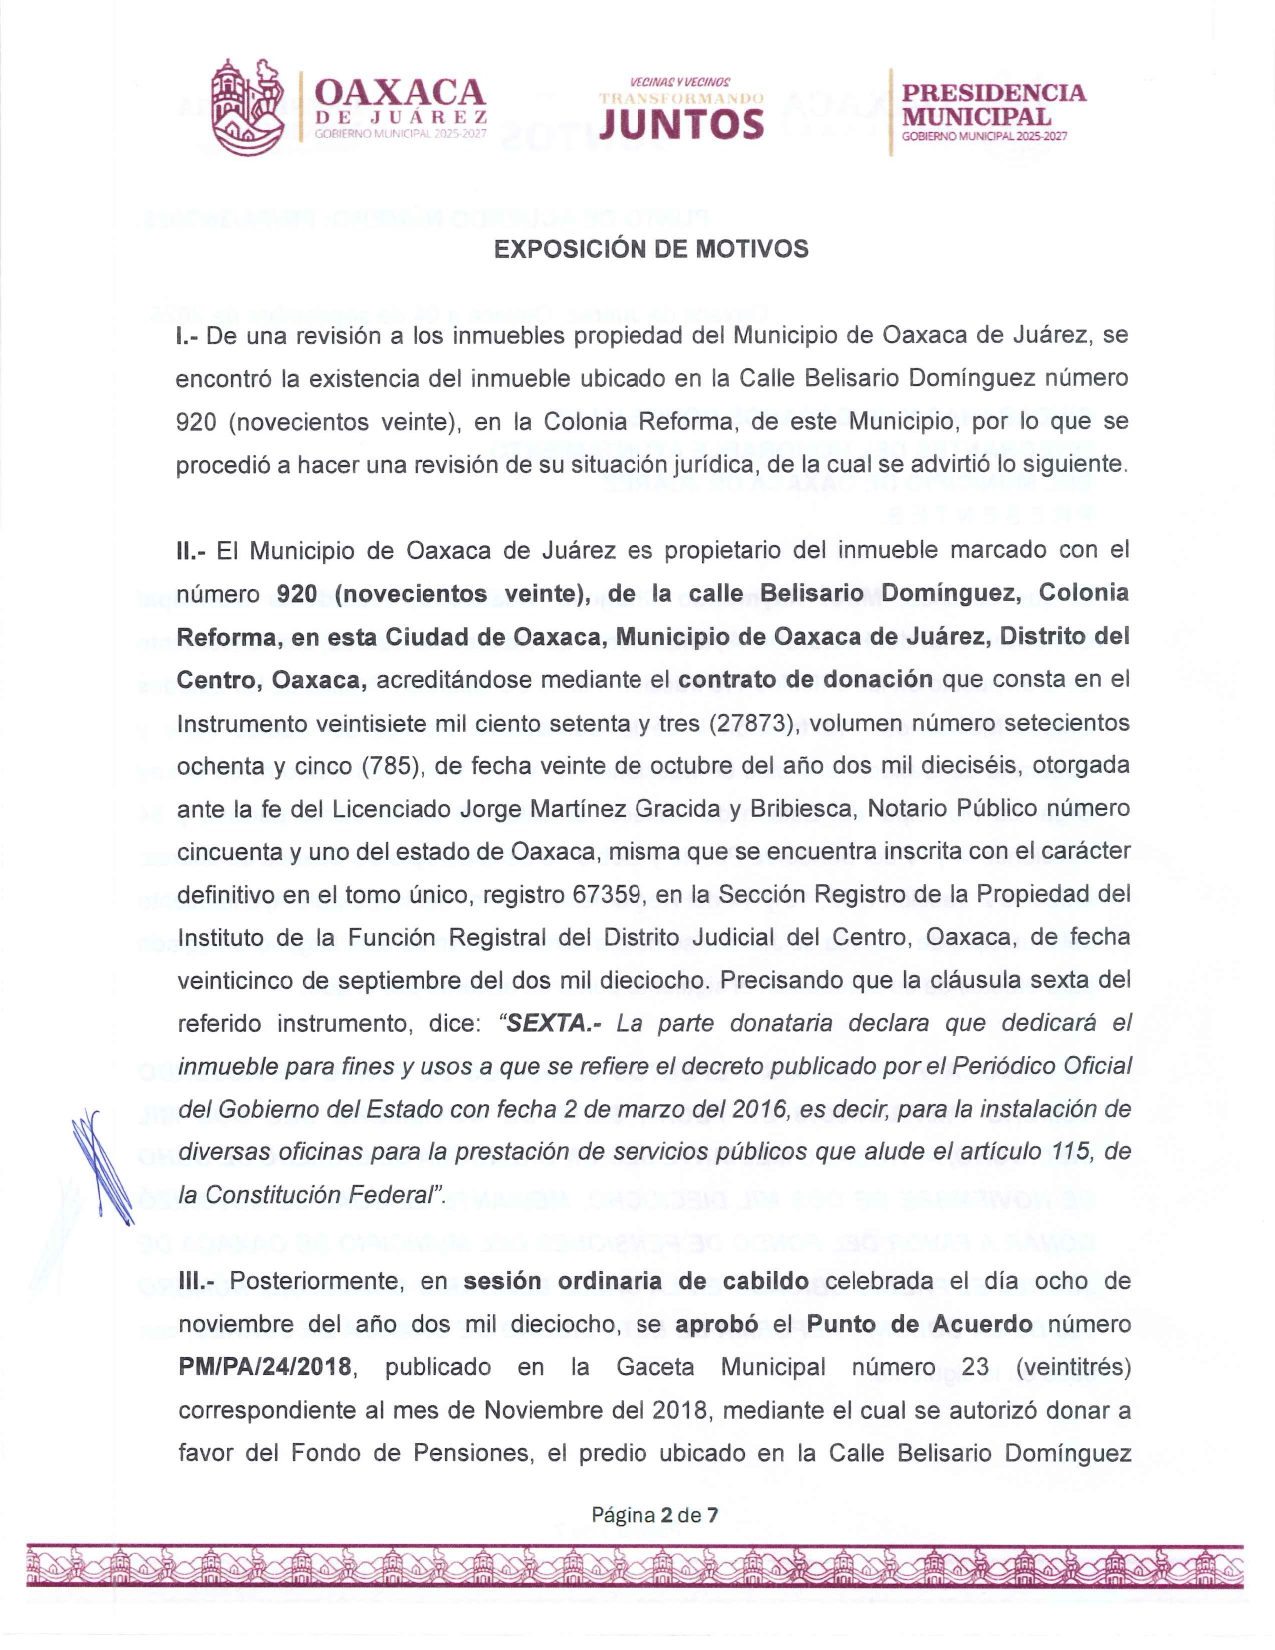 OAXACA
DE JUÁREZ
GOBIERNO MUNICIPAL 2025-2027
VECINAS Y VECINOS
TRANSFORMANDO
JUNTOS
PRESIDENCIA
MUNICIPAL
GOBIERNO MUNICIPAL 2025-2027
EXPOSICIÓN DE MOTIVOS
I.- De una revisión a los inmuebles propiedad del Municipio de Oaxaca de Juárez, se
encontró la existencia del inmueble ubicado en la Calle Belisario Domínguez número
920 (novecientos veinte), en la Colonia Reforma, de este Municipio, por lo que se
procedió a hacer una revisión de su situación jurídica, de la cual se advirtió lo siguiente.
II.- El Municipio de Oaxaca de Juárez es propietario del inmueble marcado con el
número 920 (novecientos veinte), de la calle Belisario Domínguez, Colonia
Reforma, en esta Ciudad de Oaxaca, Municipio de Oaxaca de Juárez, Distrito del
Centro, Oaxaca, acreditándose mediante el contrato de donación que consta en el
Instrumento veintisiete mil ciento setenta y tres (27873), volumen número setecientos
ochenta y cinco (785), de fecha veinte de octubre del año dos mil dieciséis, otorgada
ante la fe del Licenciado Jorge Martínez Gracida y Bribiesca, Notario Público número
cincuenta y uno del estado de Oaxaca, misma que se encuentra inscrita con el carácter
definitivo en el tomo único, registro 67359, en la Sección Registro de la Propiedad del
Instituto de la Función Registral del Distrito Judicial del Centro, Oaxaca, de fecha
veinticinco de septiembre del dos mil dieciocho. Precisando que la cláusula sexta del
referido instrumento, dice: “SEXTA.- La parte donataria declara que dedicará el
inmueble para fines y usos a que se refiere el decreto publicado por el Periódico Oficial
del Gobierno del Estado con fecha 2 de marzo del 2016, es decir, para la instalación de
diversas oficinas para la prestación de servicios públicos que alude el artículo 115, de
la Constitución Federal”.
III.- Posteriormente, en sesión ordinaria de cabildo celebrada el día ocho de
noviembre del año dos mil dieciocho se aprobó el Punto de Acuerdo número
PM/PA/24/2018, publicado en la Gaceta Municipal número 23 (veintitrés)
correspondiente al mes de Noviembre del 2018, mediante el cual se autorizó donar a
favor del Fondo de Pensiones, el predio ubicado en la Calle Belisario Domínguez
Página 2 de 7